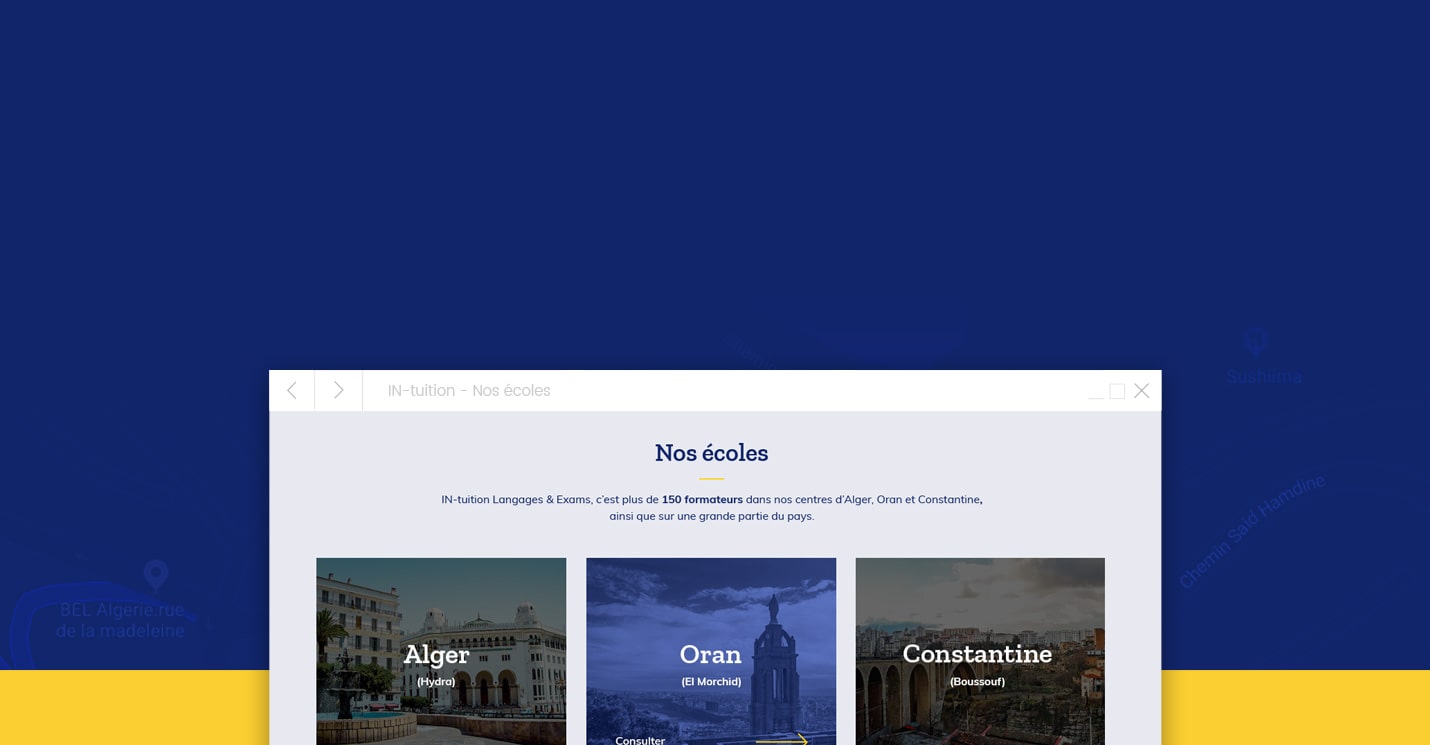 Sushiima
IN-tuition - Nos écoles
Nos écoles
Chemin Said Hamdine
IN-tuition Langages & Exams, c'est plus de 150 formateurs dans nos centres d'Alger, Oran et Constantine,
ainsi que sur une grande partie du pays.
BEL Algerie.rue
de la madeleine
Alger
(Hydra)
Oran
(El Morchid)
Constantine
(Boussouf)
Consulter